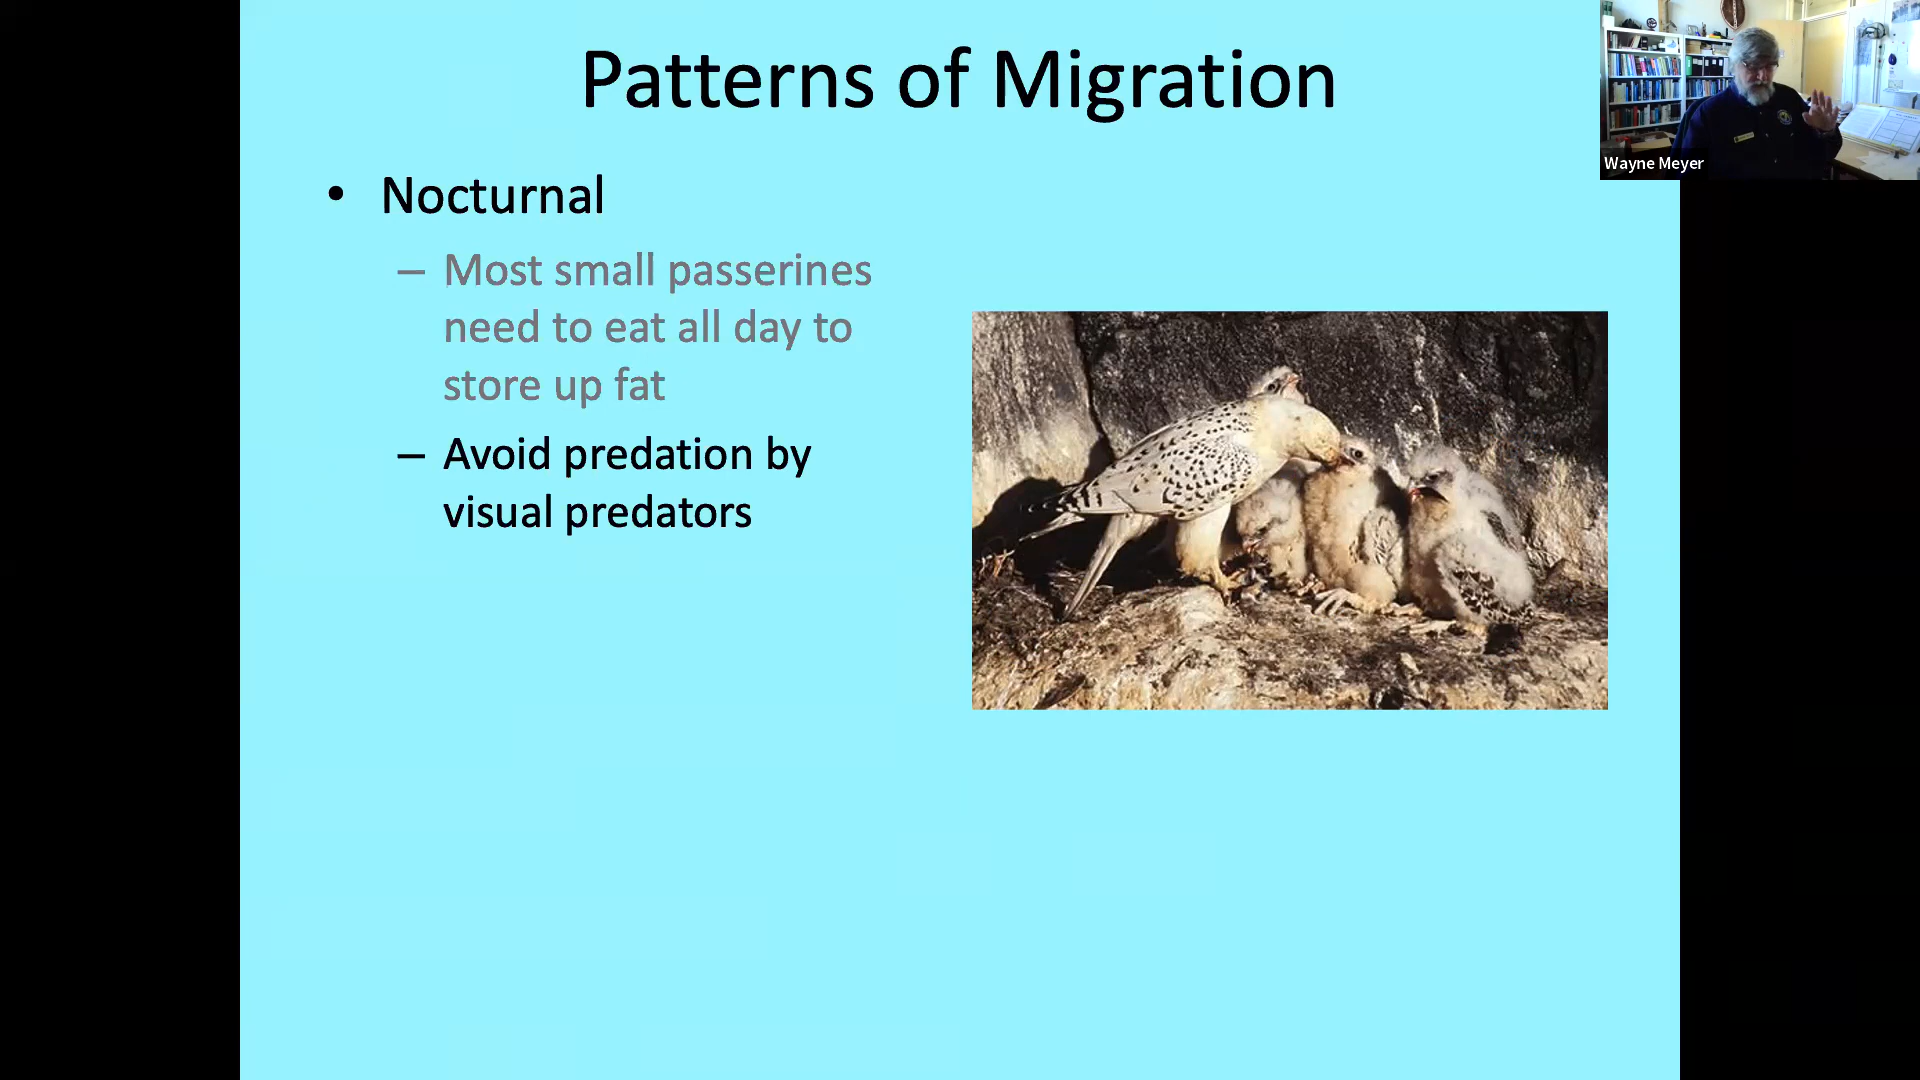 Patterns of Migration
• Nocturnal
– Most small passerines
need to eat all day to
store up fat
– Avoid predation by
visual predators
Wayne Meyer